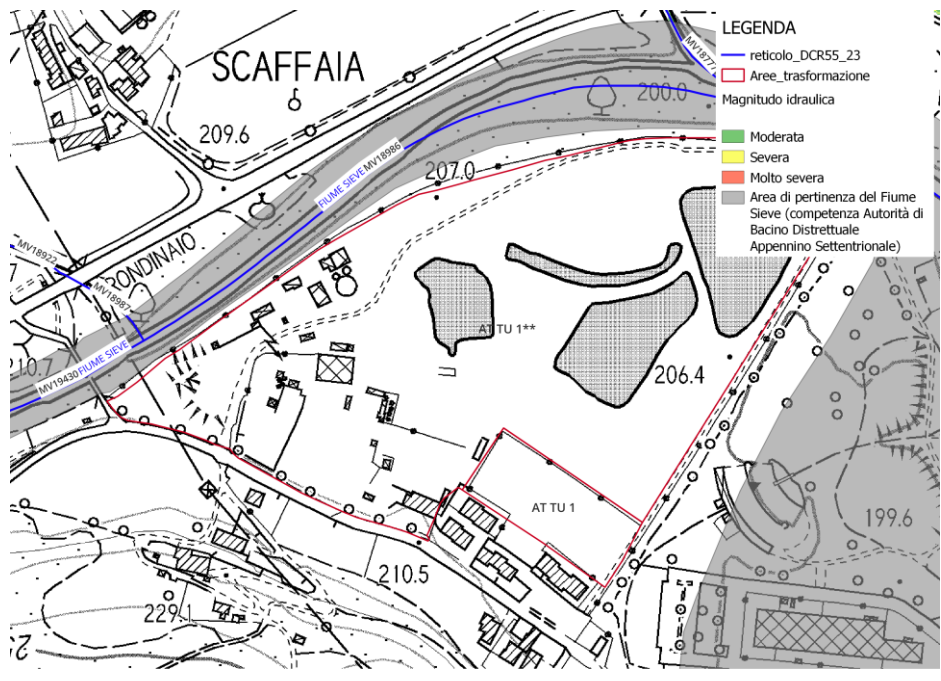 SCAFFAIA
209.6
MV18777
200.0
207.0
FIUME SIEVE MV18986
RONDINAIO
MV18922
MV18987
MV19430 FIUME SIEVE
10.7
AT TU 1**
206.4
AT TU 1
199.6
210.5
229.1
LEGENDA
reticolo_DCR55_23
Aree_trasformazione
Magnitudo idraulica
Moderata
Severa
Molto severa
Area di pertinenza del Fiume
Sieve (competenza Autorità di
Bacino Distrettuale
Appennino Settentrionale)